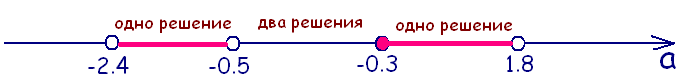 одно решение два решения одно решение
-2.4 -0.5 -0.3 1.8 a